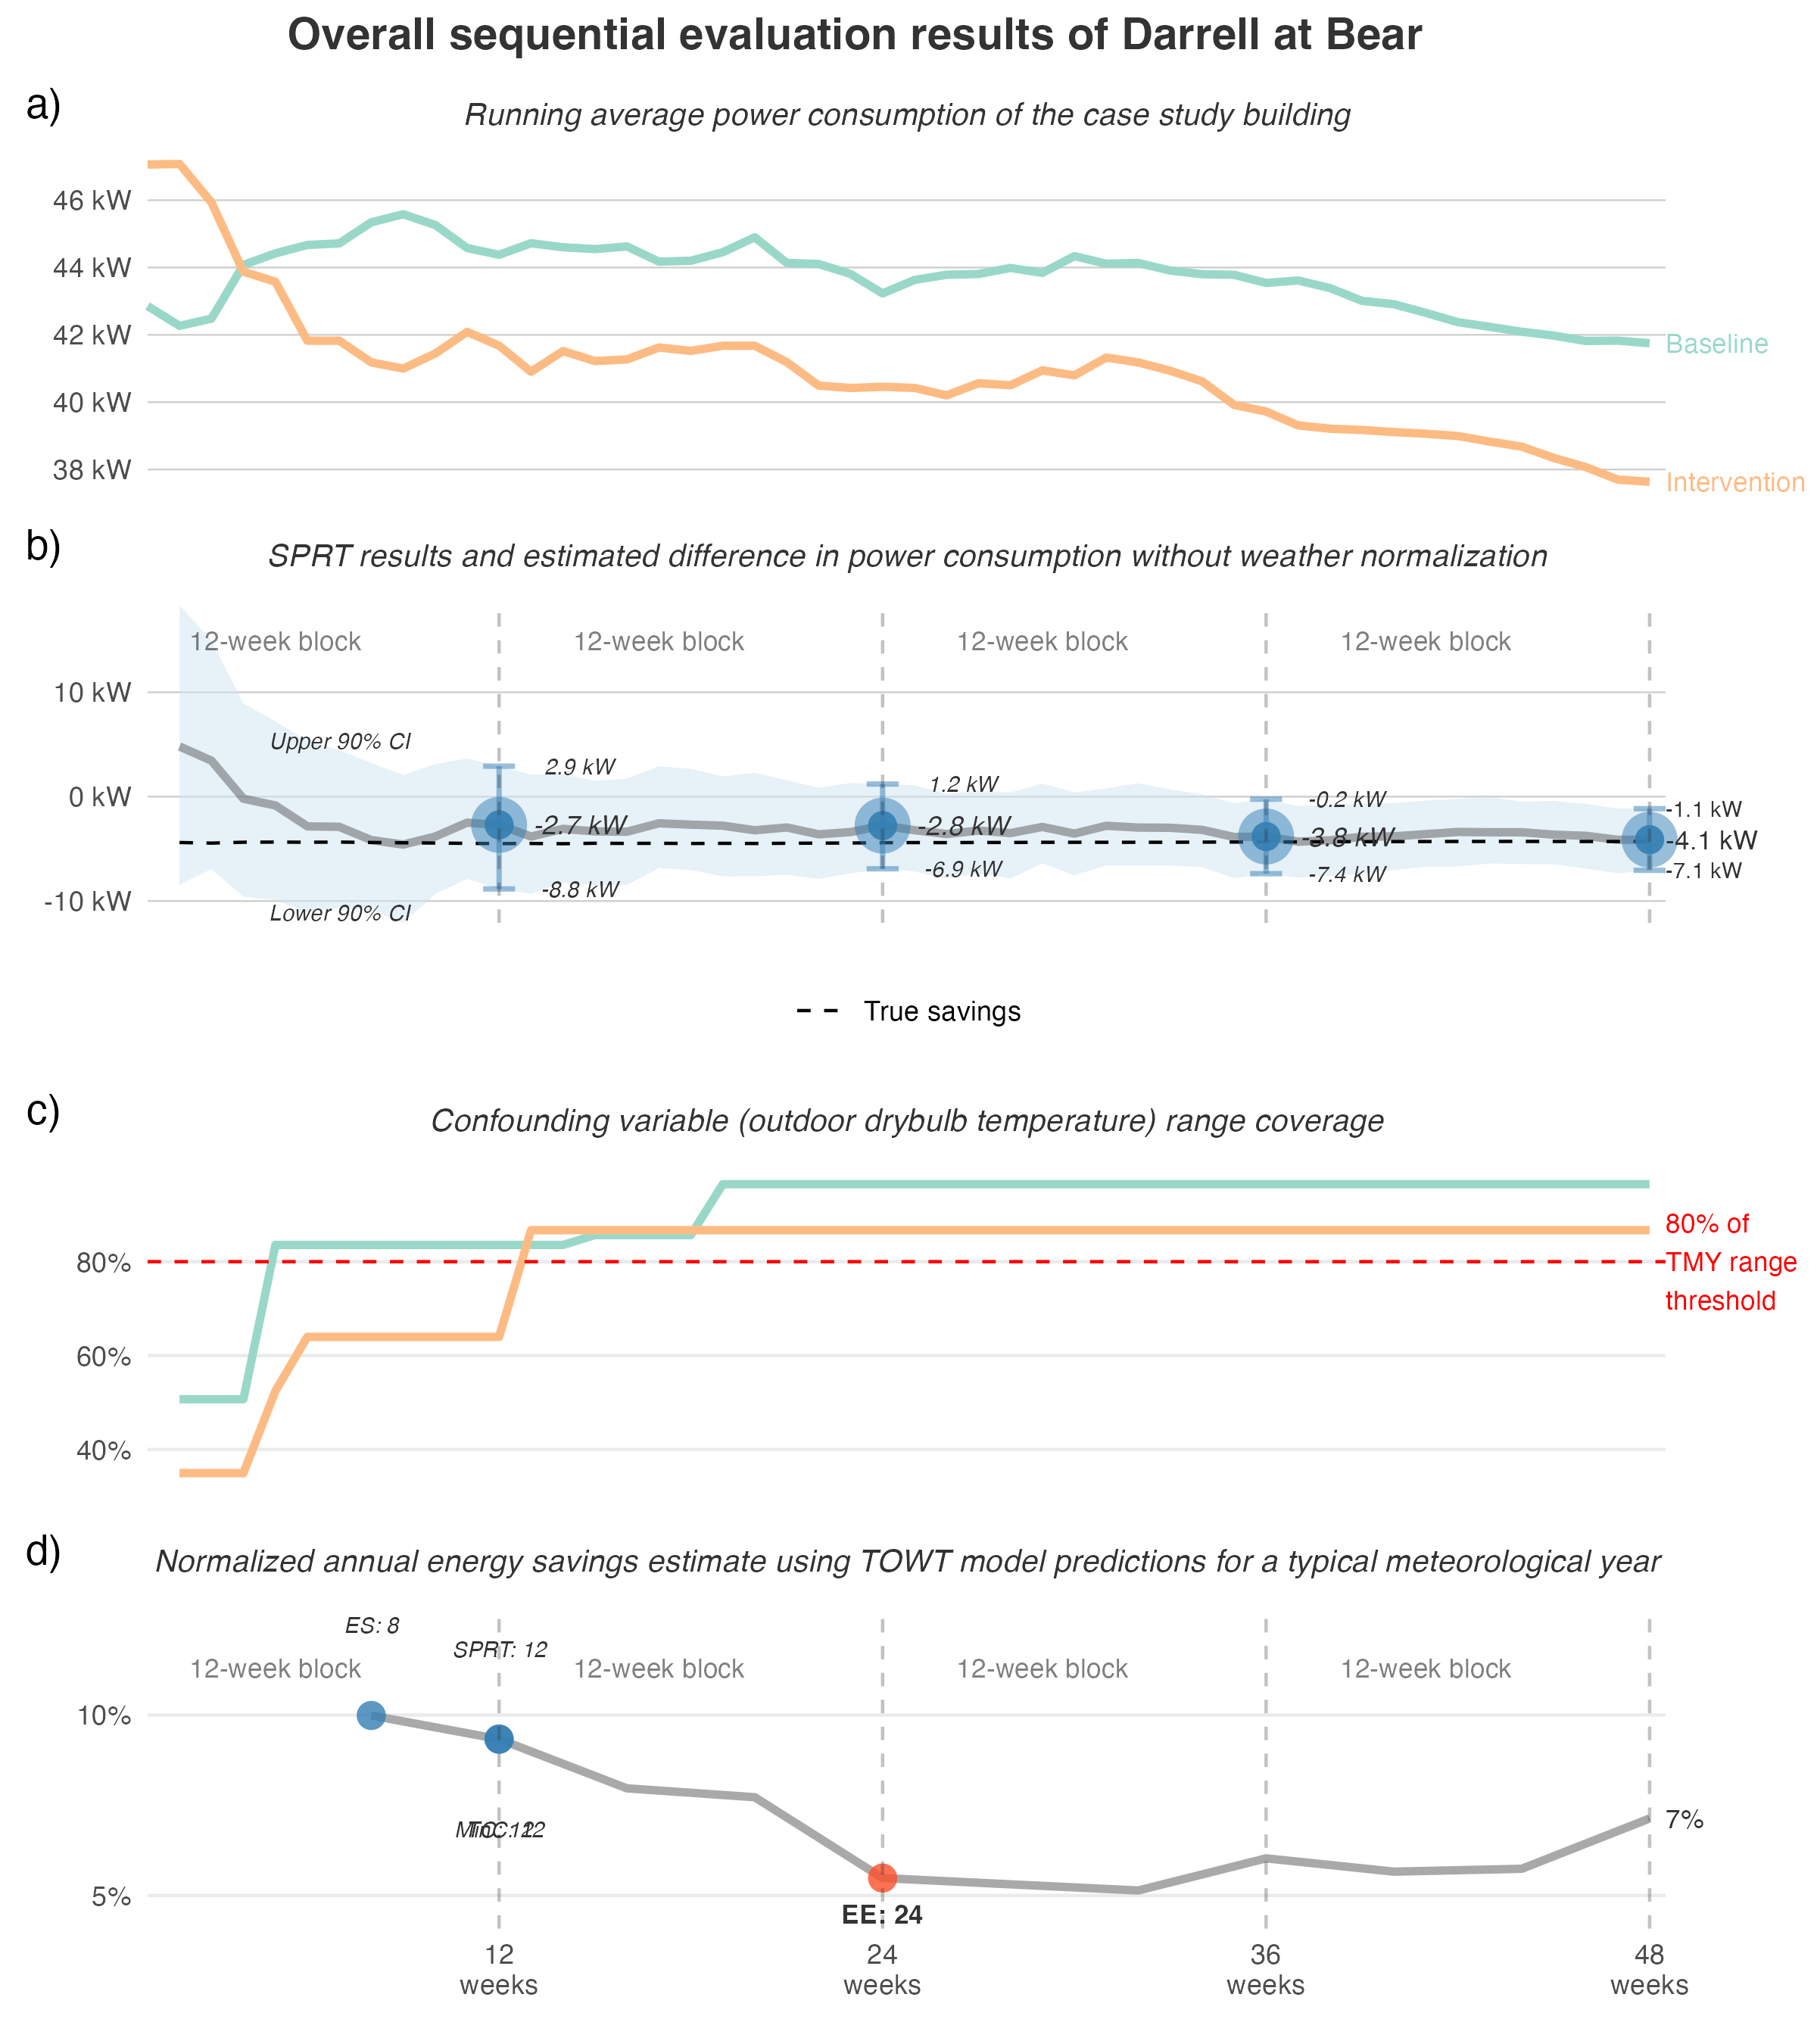 Overall sequential evaluation results of Darrell at Bear
a)
Running average power consumption of the case study building
46 kW
44 kW
42 kW
40 kW
38 kW
Baseline
Intervention
b)
SPRT results and estimated difference in power consumption without weather normalization
12-week block 12-week block 12-week block 12-week block
10 kW
0 kW
-10 kW
Upper 90% CI
Lower 90% CI
2.9 kW
-2.7 kW
-8.8 kW
1.2 kW
-2.8 kW
-6.9 kW
-0.2 kW
-3.8 kW
-7.4 kW
-1.1 kW
-4.1 kW
-7.1 kW
True savings
c)
Confounding variable (outdoor drybulb temperature) range coverage
80%
60%
40%
80% of
TMY range
threshold
d)
Normalized annual energy savings estimate using TOWT model predictions for a typical meteorological year
ES: 8
SPRT: 12
12-week block 12-week block 12-week block 12-week block
10%
5%
7%
EE: 24
12 weeks
24 weeks
36 weeks
48 weeks